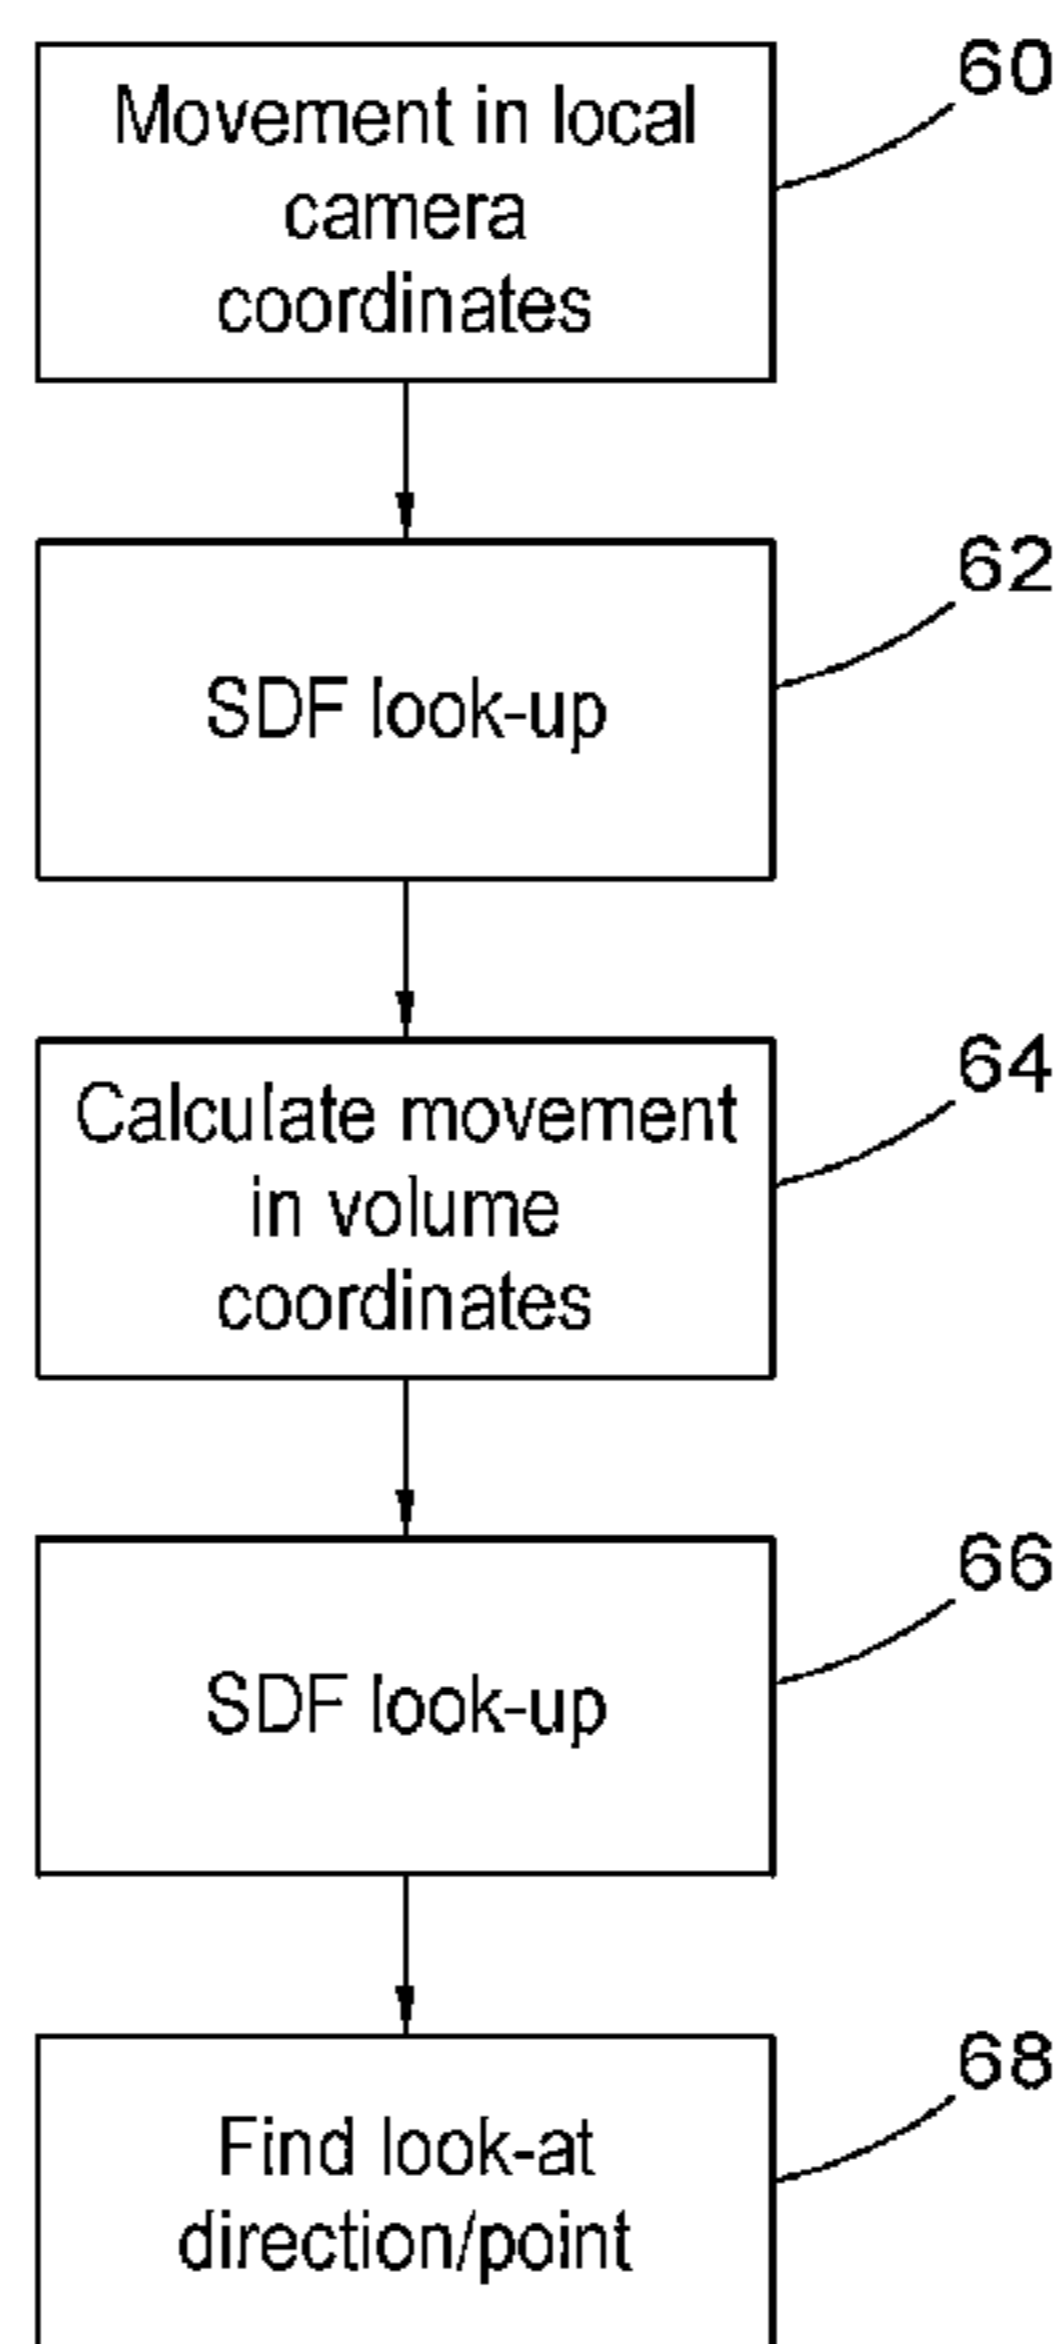 60
Movement in local
camera
coordinates
62
SDF look-up
64
Calculate movement
in volume
coordinates
66
SDF look-up
68
Find look-at
direction/point